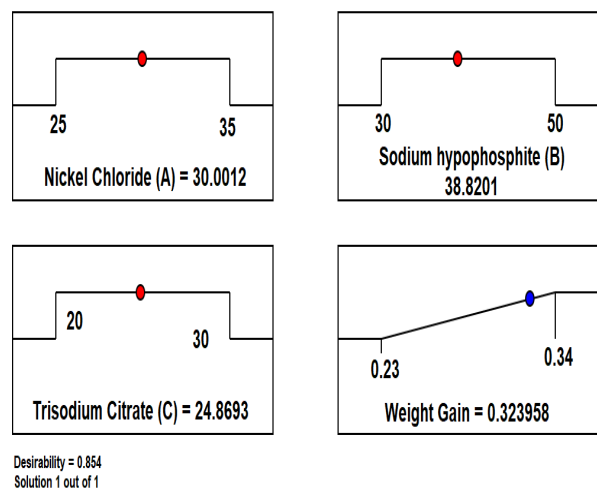 25
35
Nickel Chloride (A) = 30.0012
30
50
Sodium hypophosphite (B)
38.8201
20
30
Trisodium Citrate (C) = 24.8693
0.23
0.34
Weight Gain = 0.323958
Desirability = 0.854
Solution 1 out of 1